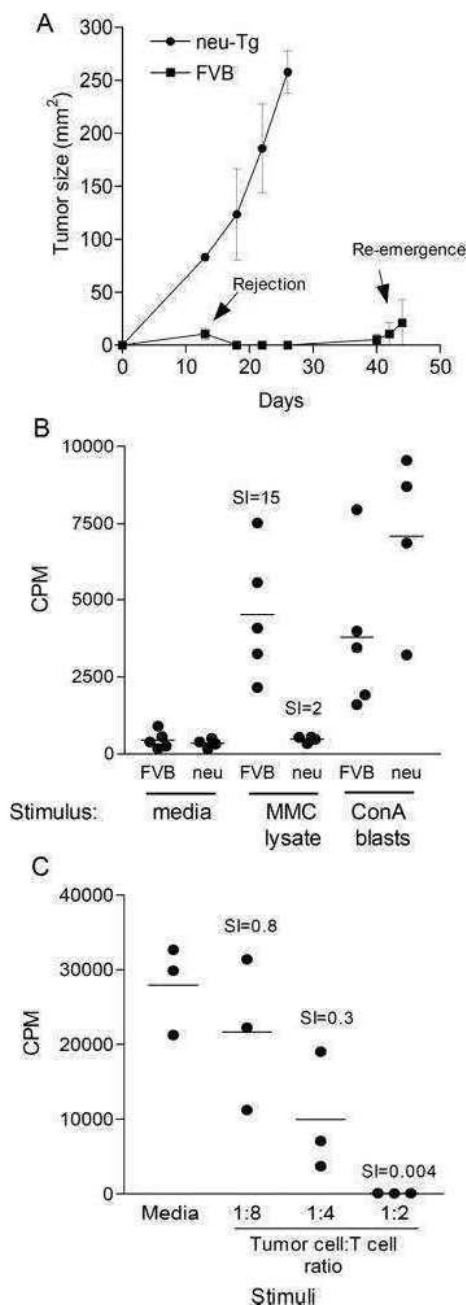 A
neu-Tg
FVB
300
250
200
150
100
50
0
Tumor size (mm²)
Rejection
Re-emergence
0 10 20 30 40 50
Days
B
10000
7500
5000
2500
0
CPM
SI=15
SI=2
FVB neu FVB neu FVB neu
Stimulus: media MMC lysate ConA blasts
C
40000
30000
20000
10000
0
CPM
SI=0.8
SI=0.3
SI=0.004
Media 1:8 1:4 1:2
Tumor cell:T cell
ratio
Stimuli